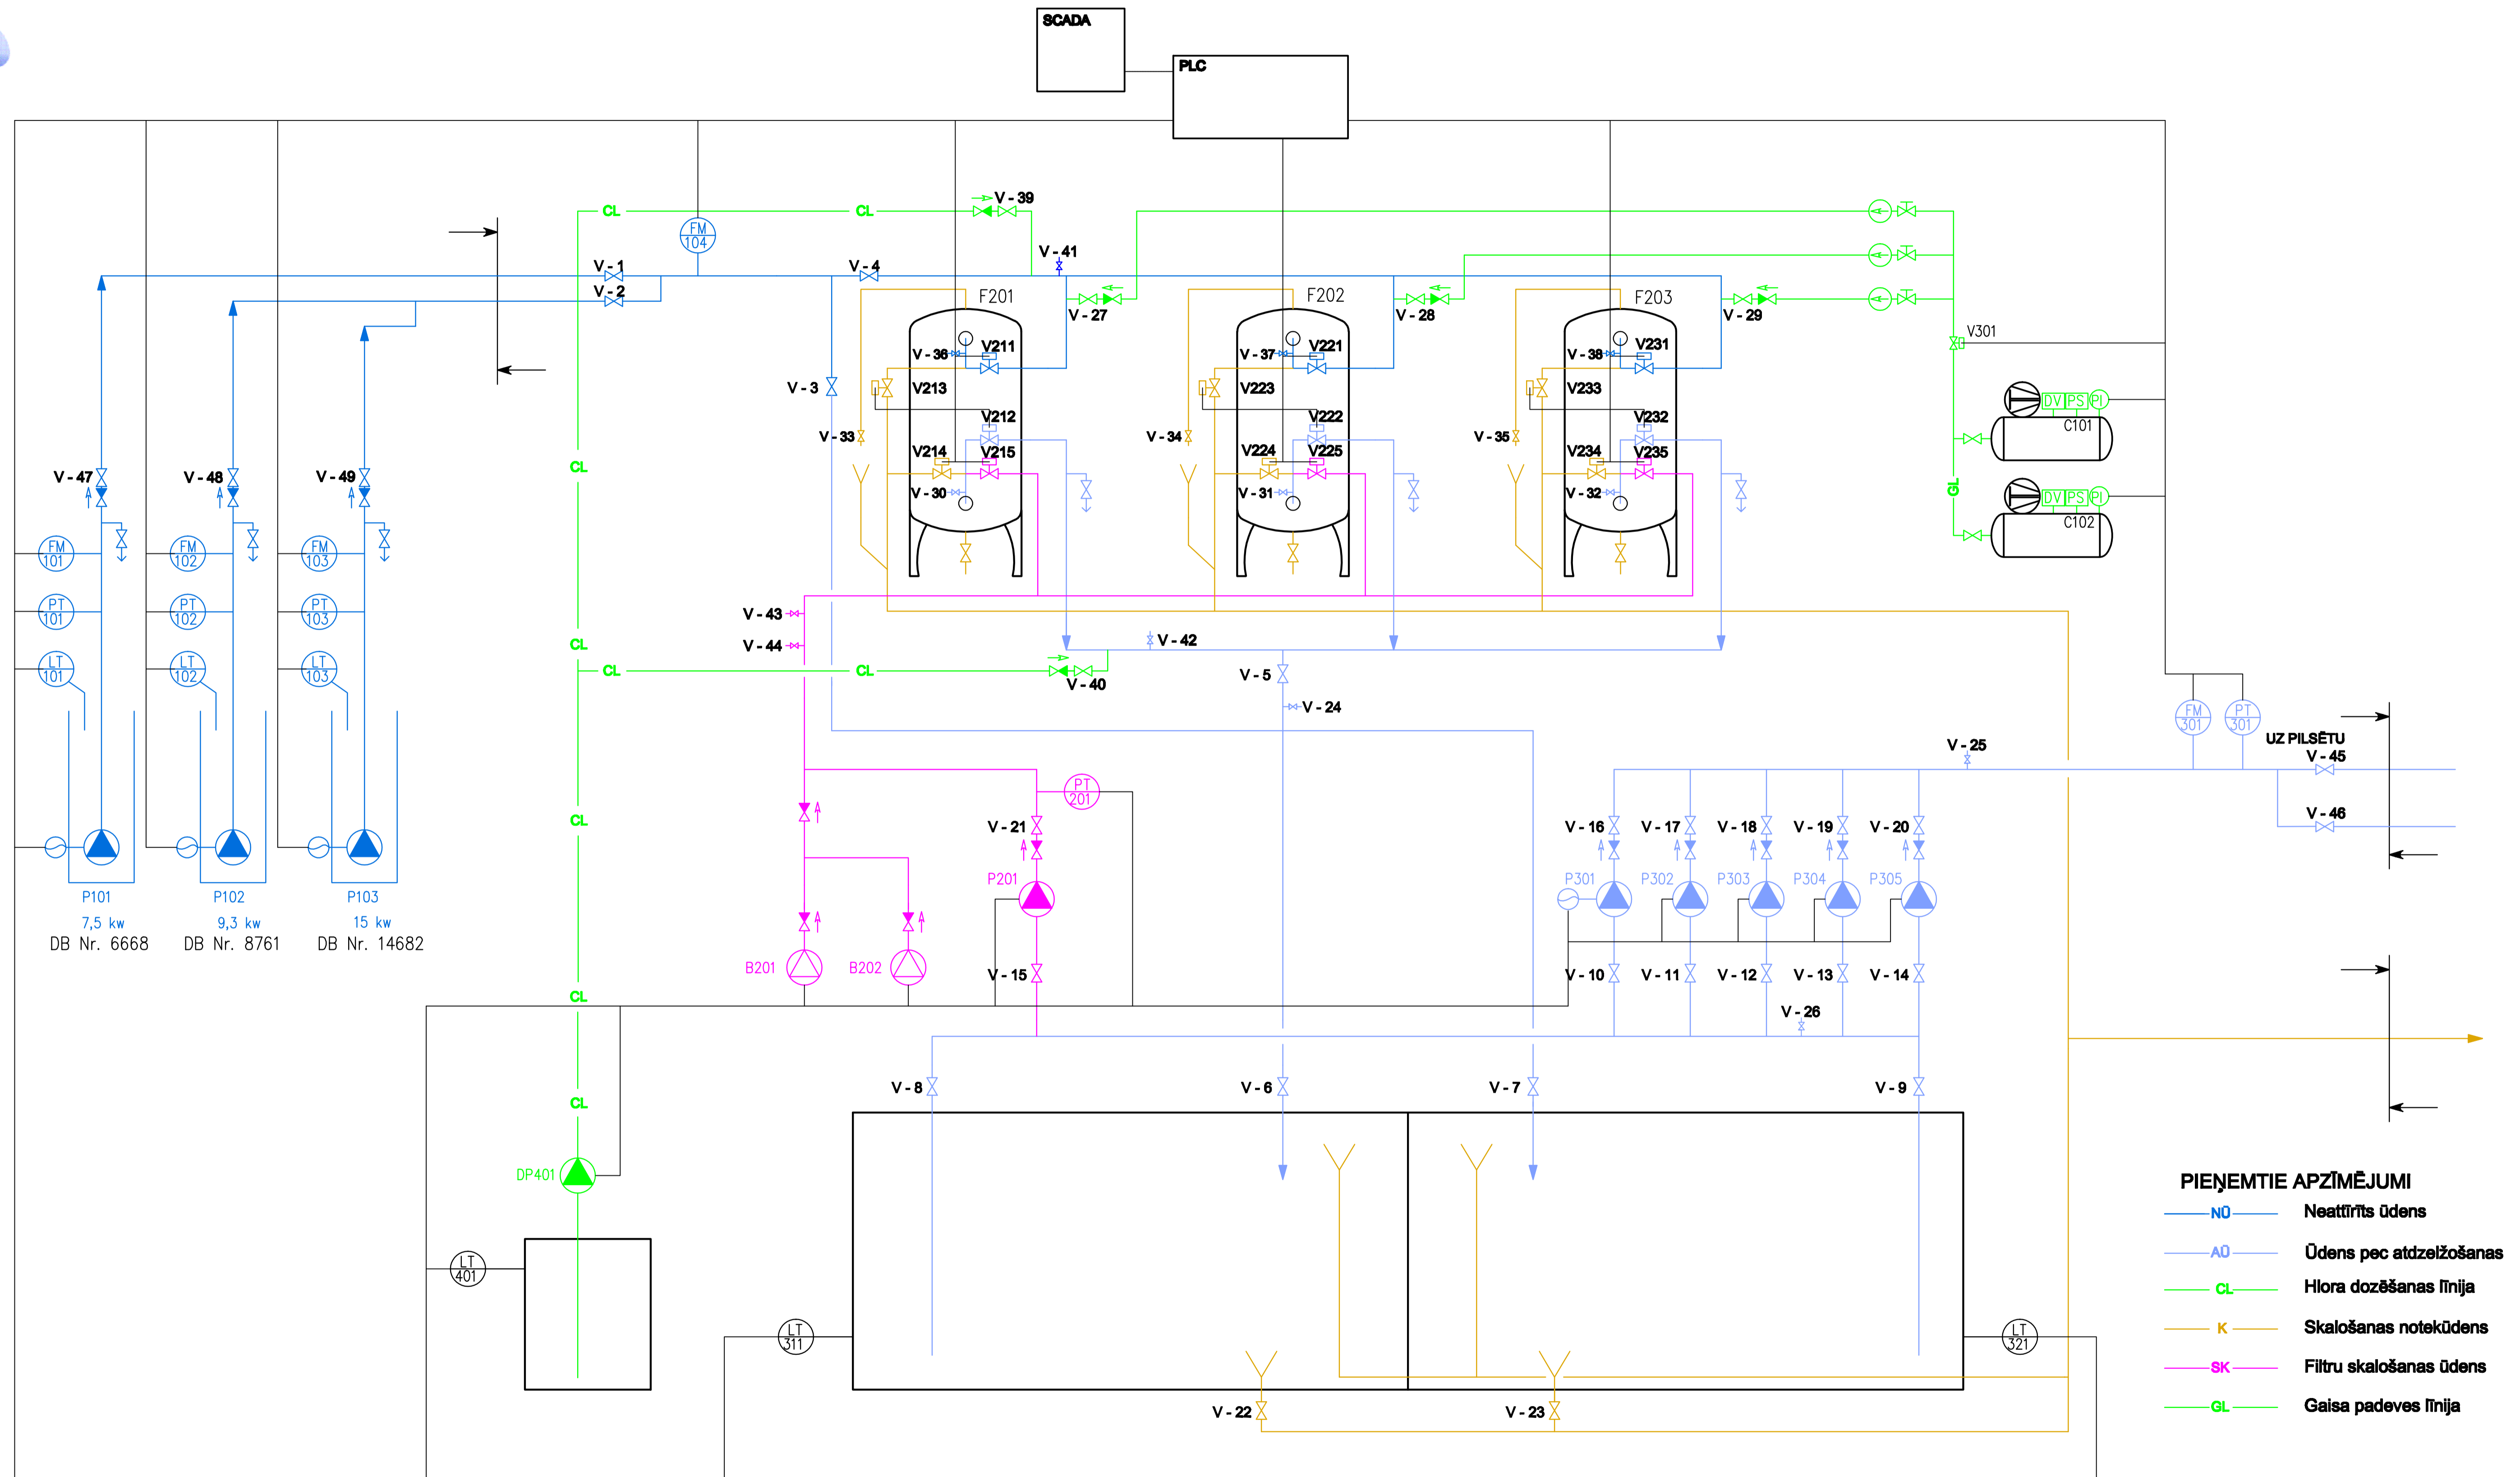 SCADA
PLC
CL
CL
V - 39
FM
104
V - 1
V - 2
V - 4
V - 41
F201
F202
F203
V - 27
V - 28
V - 29
V301
V - 36
V211
V - 37
V221
V - 38
V231
V - 3
V213
V223
V233
DV
PS
PI
C101
V212
V222
V232
V - 33
V - 34
V - 35
V214
V215
V224
V225
V234
V235
V - 30
V - 31
V - 32
CL
GL
DV
PS
PI
C102
V - 47
V - 48
V - 49
FM
101
FM
102
FM
103
PT
101
PT
102
PT
103
LT
101
LT
102
LT
103
V - 43
V - 44
V - 42
CL
CL
CL
V - 40
V - 5
V - 24
FM
301
PT
301
UZ PILSĒTU
V - 45
V - 25
V - 46
PT
201
CL
V - 21
V - 16
V - 17
V - 18
V - 19
V - 20
P201
P301
P302
P303
P304
P305
P101
P102
P103
7,5 kw
9,3 kw
15 kw
DB Nr. 6668
DB Nr. 8761
DB Nr. 14682
B201
B202
V - 15
V - 10
V - 11
V - 12
V - 13
V - 14
CL
V - 26
V - 8
V - 6
V - 7
V - 9
CL
DP401
LT
401
LT
311
LT
321
V - 22
V - 23
PIEŅEMTIE APZĪMĒJUMI
NŪ Neattīrīts ūdens
AŪ Ūdens pec atdzelžošanas
CL Hlora dozēšanas līnija
K Skalošanas notekūdens
SK Filtru skalošanas ūdens
GL Gaisa padeves līnija